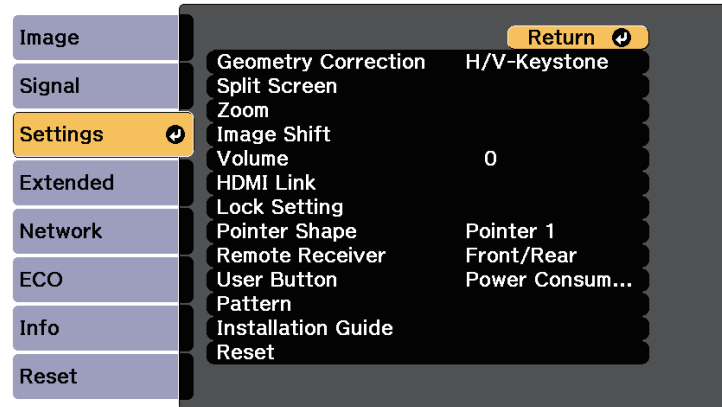 Image
Signal
Settings
Extended
Network
ECO
Info
Reset
Return
Geometry Correction H/V-Keystone
Split Screen
Zoom
Image Shift
Volume 0
HDMI Link
Lock Setting
Pointer Shape Pointer 1
Remote Receiver Front/Rear
User Button Power Consum...
Pattern
Installation Guide
Reset